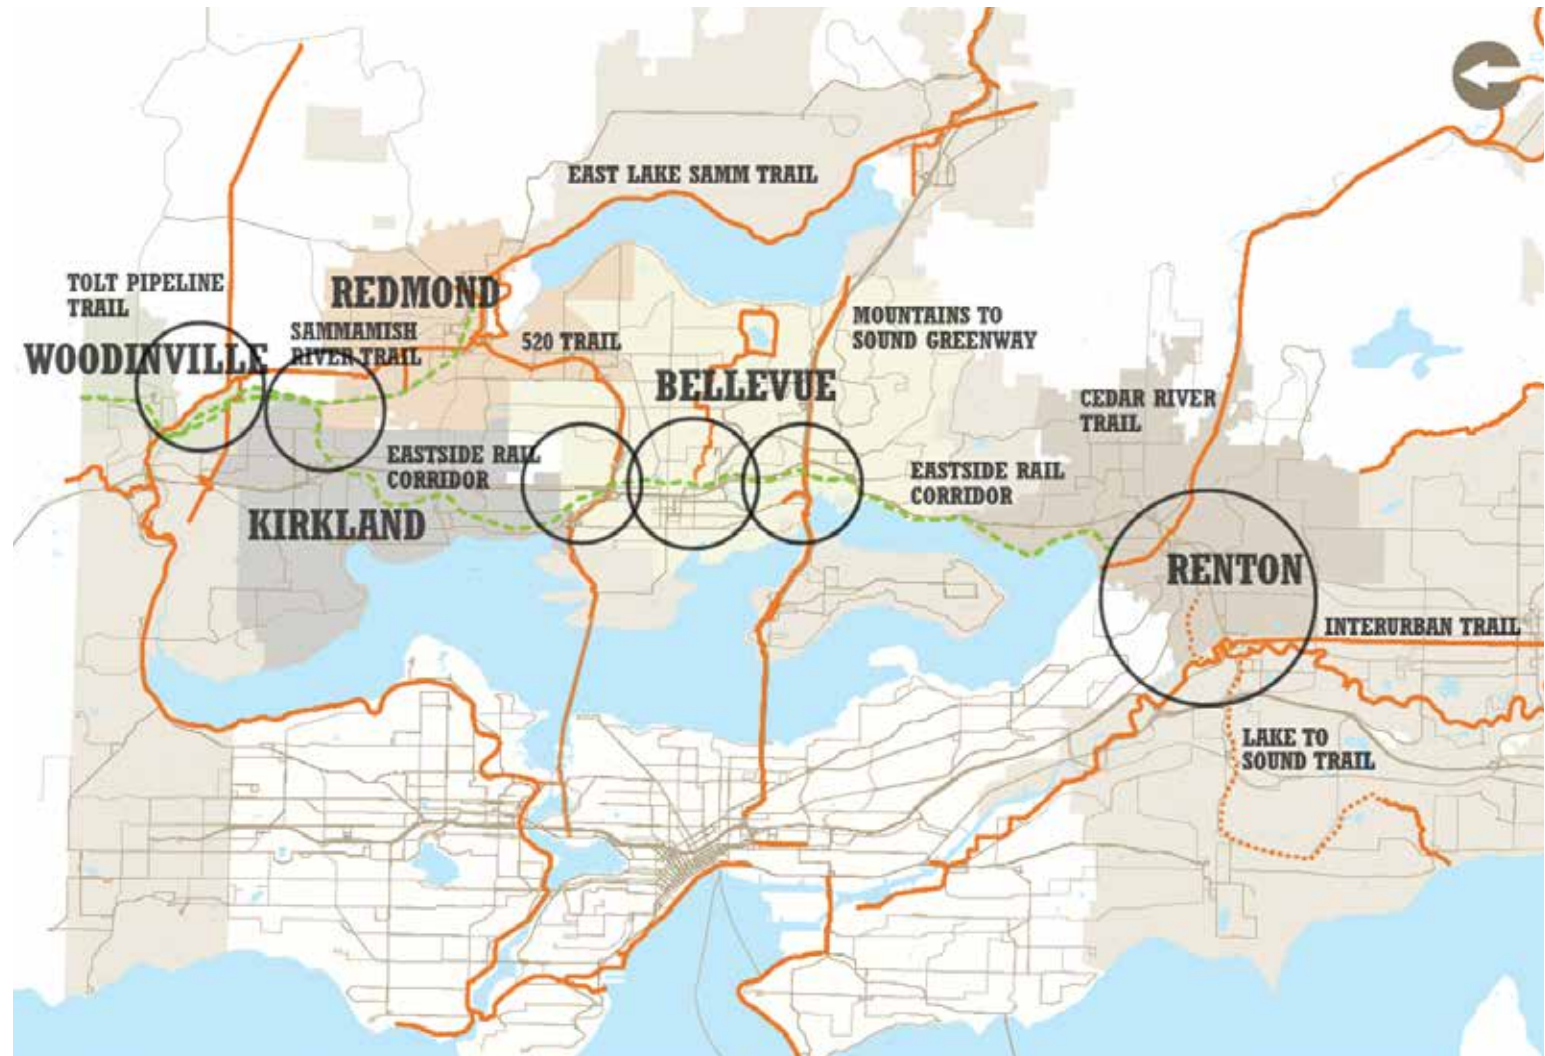 EAST LAKE SAMM TRAIL
TOLT PIPELINE
TRAIL
REDMOND
SAMMAMISH
RIVER TRAIL
WOODINVILLE
520 TRAIL
MOUNTAINS TO
SOUND GREENWAY
BELLEVUE
CEDAR RIVER
TRAIL
EASTSIDE RAIL
CORRIDOR
EASTSIDE RAIL
CORRIDOR
KIRKLAND
RENTON
INTERURBAN TRAIL
LAKE TO
SOUND TRAIL